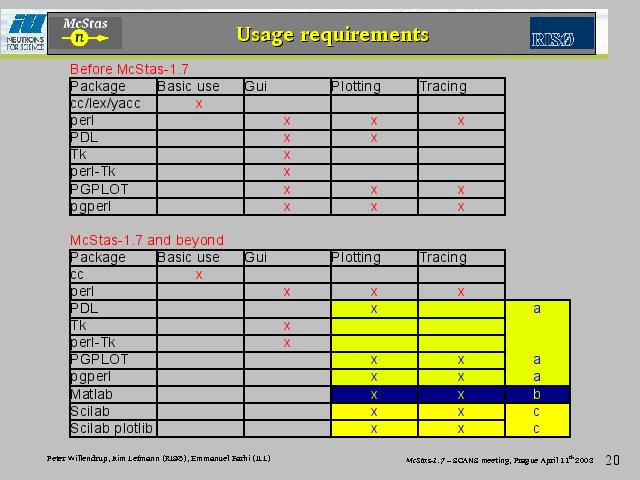 NEUTRONS
FOR SCIENCE
McStas
n
Usage requirements
RISØ
Before McStas-1.7
Package Basic use Gui Plotting Tracing
cc/lex/yacc x
perl x x x
PDL x x
Tk x
perl-Tk x
PGPLOT x x x
pgperl x x x
McStas-1.7 and beyond
Package Basic use Gui Plotting Tracing
cc x
perl x x x
PDL x a
Tk x
perl-Tk x
PGPLOT x x a
pgperl x x a
Matlab x x b
Scilab x x c
Scilab plotlib x x c
Peter Willendrup, Kim Lefmann (RISØ), Emmanuel Farhi (ILL)
McStas-1.7 – SCANS meeting, Prague April 11th 2003 20